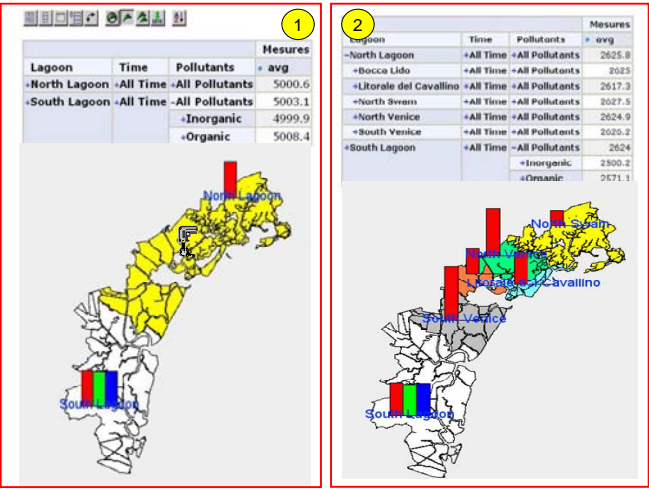 1
Mesures
Lagoon Time Pollutants avg
+North Lagoon +All Time +All Pollutants 5000.6
+South Lagoon +All Time -All Pollutants 5003.1
+Inorganic 4999.9
+Organic 5008.4
North Lagoon
South Lagoon
2
Mesures
Lagoon Time Pollutants avg
-North Lagoon +All Time +All Pollutants 2625.8
+Bocca Lido +All Time +All Pollutants 2625
+Litorale del Cavallino +All Time +All Pollutants 2617.3
+North Swam +All Time +All Pollutants 2627.5
+North Venice +All Time +All Pollutants 2624.9
+South Venice +All Time +All Pollutants 2620.2
+South Lagoon +All Time -All Pollutants 2624
+Inorganic 2500.2
+Organic 2571.1
North Swam
North Venice
Litorale del Cavallino
South Venice
South Lagoon